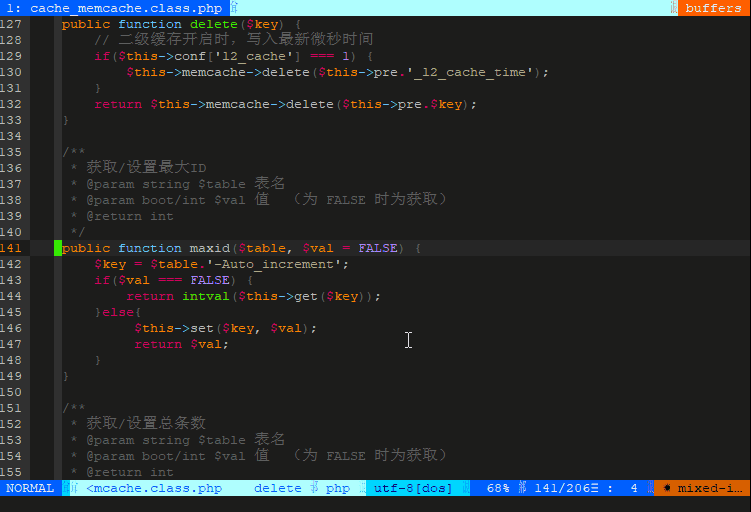 1: cache_memcache.class.php buffers
127 public function delete($key) {
128 // 二级缓存开启时，写入最新微秒时间
129 if($this->conf['l2_cache'] === 1) {
130 $this->memcache->delete($this->pre.'_l2_cache_time');
131 }
132 return $this->memcache->delete($this->pre.$key);
133 }
134
135 /**
136 * 获取/设置最大ID
137 * @param string $table 表名
138 * @param boot/int $val 值 （为 FALSE 时为获取）
139 * @return int
140 */
141 public function maxid($table, $val = FALSE) {
142 $key = $table.'-Auto_increment';
143 if($val === FALSE) {
144 return intval($this->get($key));
145 }else{
146 $this->set($key, $val);
147 return $val;
148 }
149 }
150
151 /**
152 * 获取/设置总条数
153 * @param string $table 表名
154 * @param boot/int $val 值 （为 FALSE 时为获取）
155 * @return int
NORMAL <mcache.class.php delete php utf-8[dos] 68% 141/206☰ : 4 ✹ mixed-i…